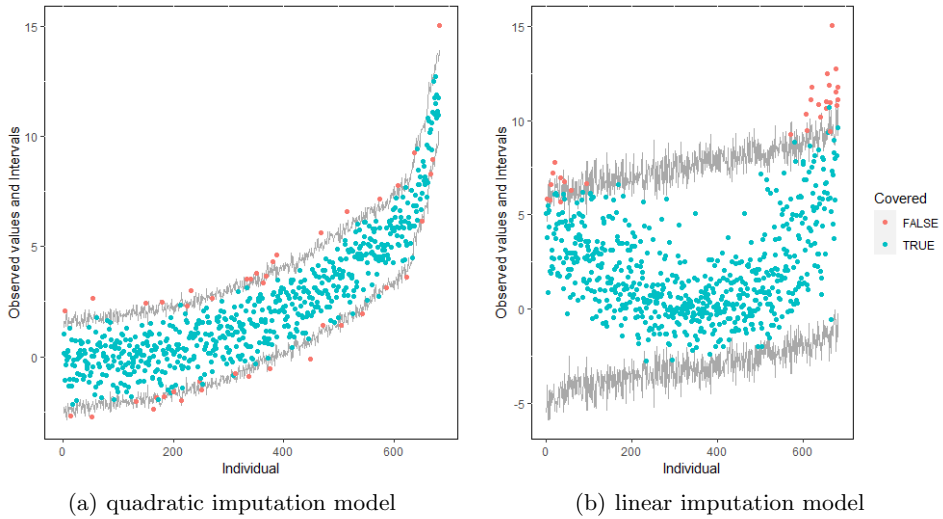 15
10
5
0
Observed values and Intervals
0
200
400
600
Individual
(a) quadratic imputation model
15
10
5
0
-5
Observed values and Intervals
0
200
400
600
Individual
(b) linear imputation model
Covered
FALSE
TRUE